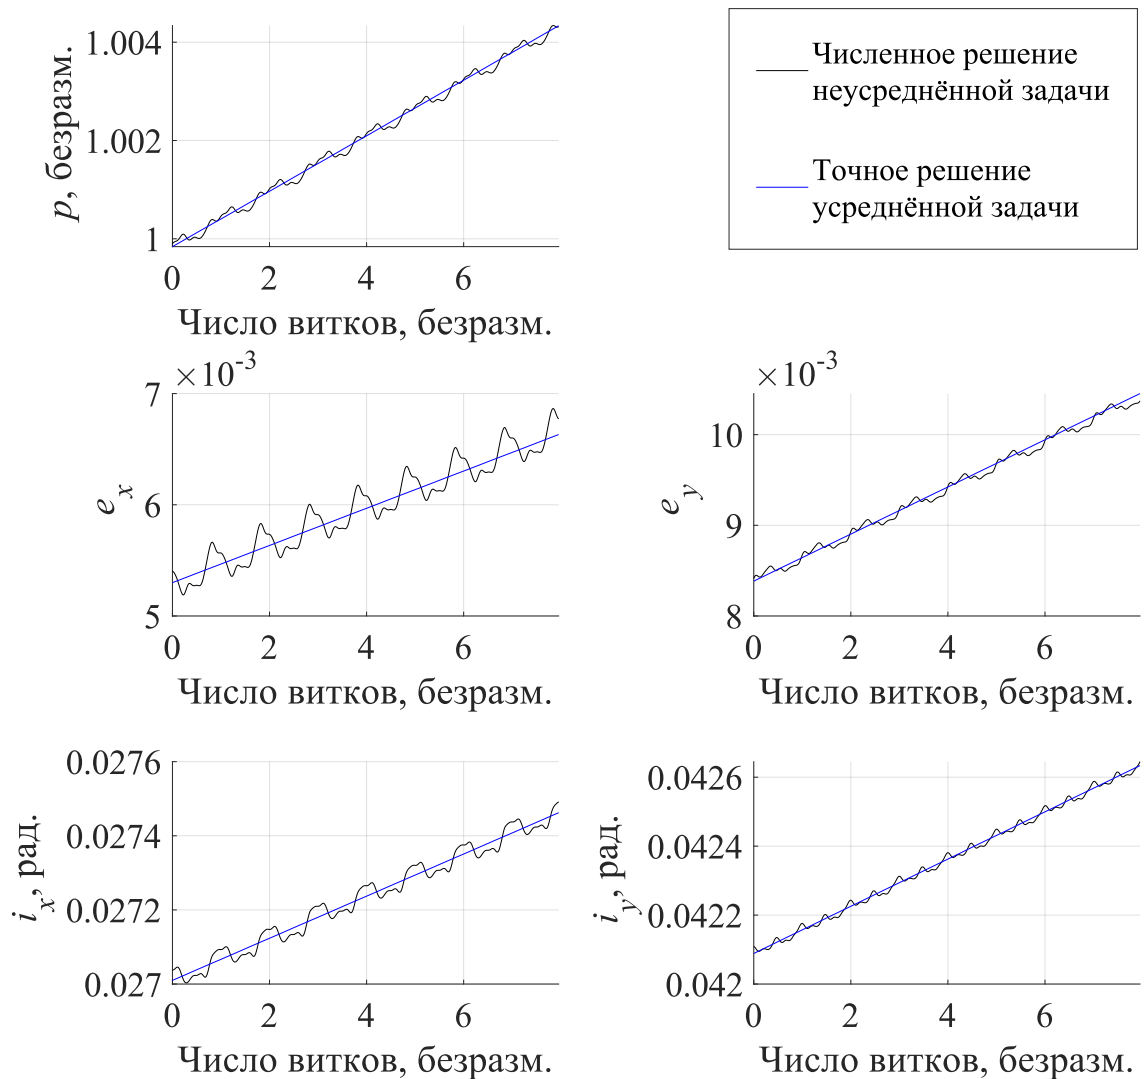 1.004
1.002
1
p, безразм.
0 2 4 6
Число витков, безразм.
Численное решение
неусреднённой задачи
Точное решение
усреднённой задачи
×10-3
7
6
5
e x
0 2 4 6
Число витков, безразм.
×10-3
10
9
8
e y
0 2 4 6
Число витков, безразм.
0.0276
0.0274
0.0272
0.027
i x, рад.
0 2 4 6
Число витков, безразм.
0.0426
0.0424
0.0422
0.042
i y, рад.
0 2 4 6
Число витков, безразм.